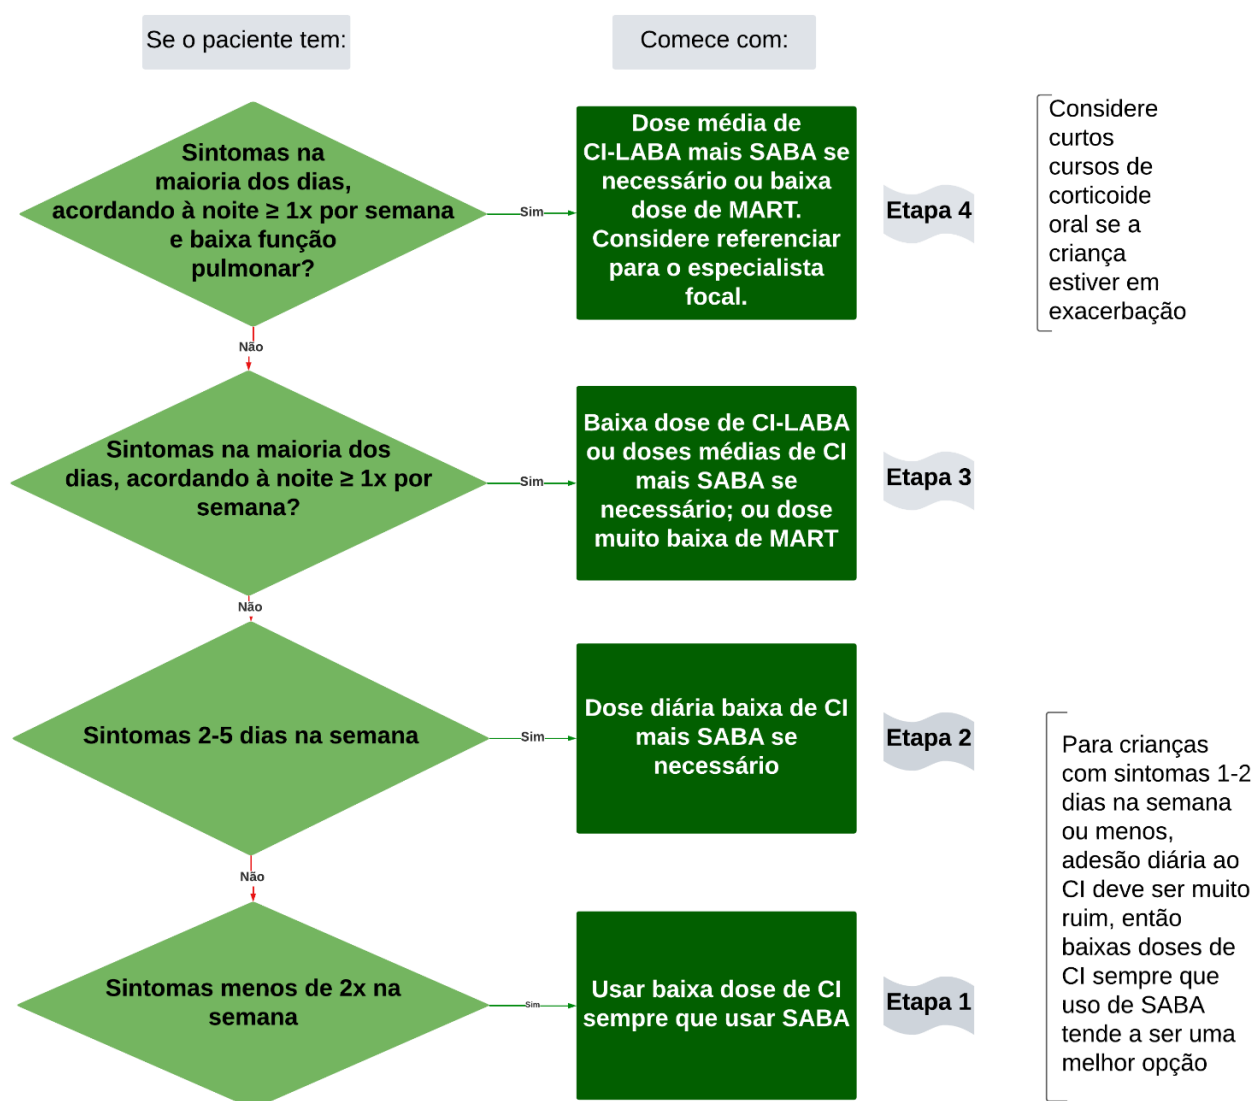 Se o paciente tem:
Comece com:
Sintomas na
maioria dos dias,
acordando à noite ≥ 1x por semana
e baixa função
pulmonar?
Sim
Dose média de
CI-LABA mais SABA se
necessário ou baixa
dose de MART.
Considere referenciar
para o especialista
focal.
Etapa 4
Considere
curtos
cursos de
corticoide
oral se a
criança
estiver em
exacerbação
Não
Sintomas na maioria dos
dias, acordando à noite ≥ 1x por
semana?
Sim
Baixa dose de CI-LABA
ou doses médias de CI
mais SABA se
necessário; ou dose
muito baixa de MART
Etapa 3
Não
Sintomas 2-5 dias na semana
Sim
Dose diária baixa de CI
mais SABA se
necessário
Etapa 2
Não
Sintomas menos de 2x na
semana
Sim
Usar baixa dose de CI
sempre que usar SABA
Etapa 1
Para crianças
com sintomas 1-2
dias na semana
ou menos,
adesão diária ao
CI deve ser muito
ruim, então
baixas doses de
CI sempre que
uso de SABA
tende a ser uma
melhor opção